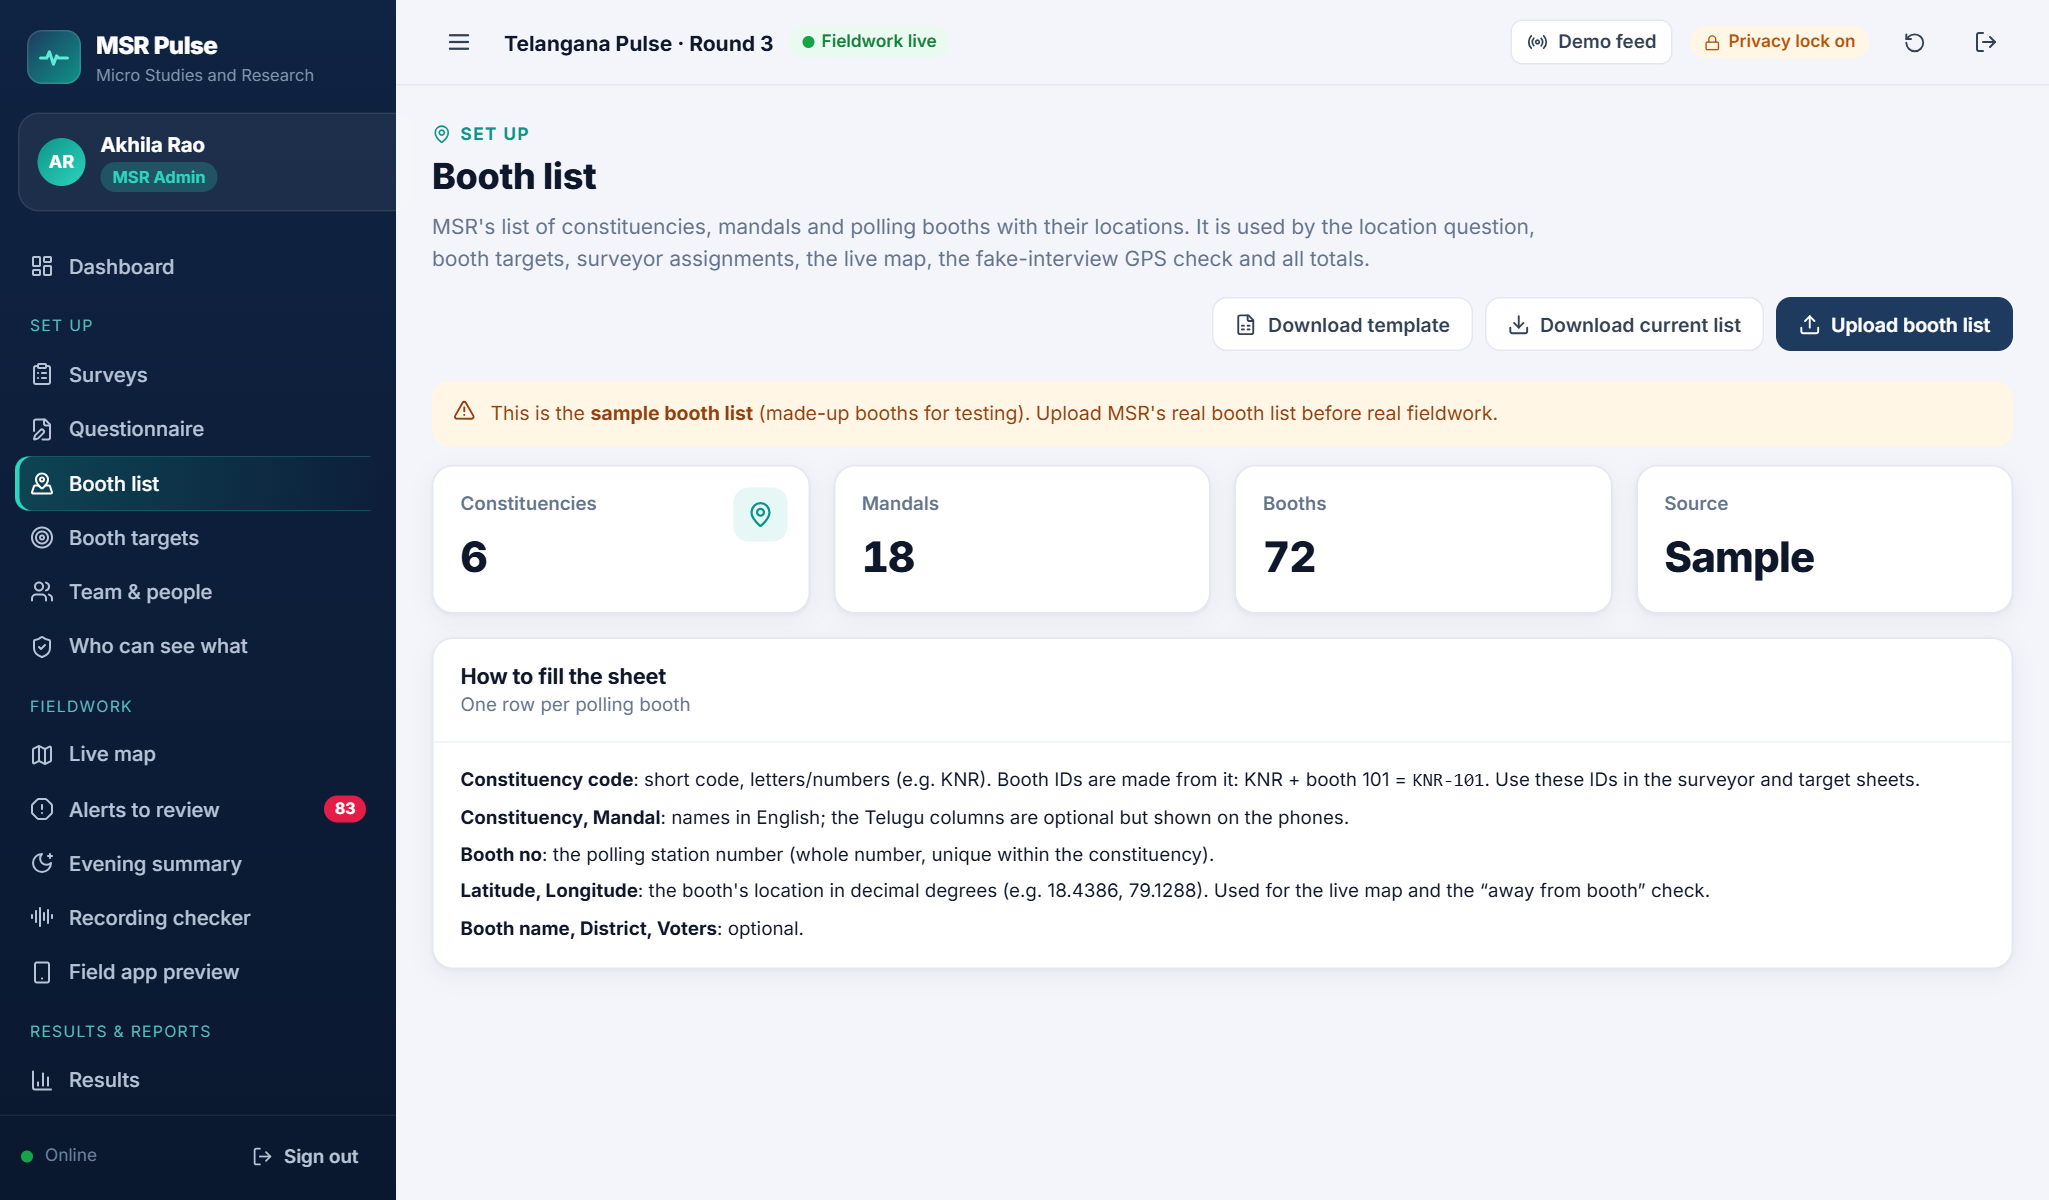 MSR Pulse
Micro Studies and Research
AR
Akhila Rao
MSR Admin
Dashboard
SET UP
Surveys
Questionnaire
Booth list
Booth targets
Team & people
Who can see what
FIELDWORK
Live map
Alerts to review
83
Evening summary
Recording checker
Field app preview
RESULTS & REPORTS
Results
Online
Sign out
Telangana Pulse · Round 3
Fieldwork live
Demo feed
Privacy lock on
SET UP
Booth list
MSR's list of constituencies, mandals and polling booths with their locations. It is used by the location question,
booth targets, surveyor assignments, the live map, the fake-interview GPS check and all totals.
Download template
Download current list
Upload booth list
This is the sample booth list (made-up booths for testing). Upload MSR's real booth list before real fieldwork.
Constituencies
6
Mandals
18
Booths
72
Source
Sample
How to fill the sheet
One row per polling booth
Constituency code: short code, letters/numbers (e.g. KNR). Booth IDs are made from it: KNR + booth 101 = KNR-101. Use these IDs in the surveyor and target sheets.
Constituency, Mandal: names in English; the Telugu columns are optional but shown on the phones.
Booth no: the polling station number (whole number, unique within the constituency).
Latitude, Longitude: the booth's location in decimal degrees (e.g. 18.4386, 79.1288). Used for the live map and the “away from booth” check.
Booth name, District, Voters: optional.